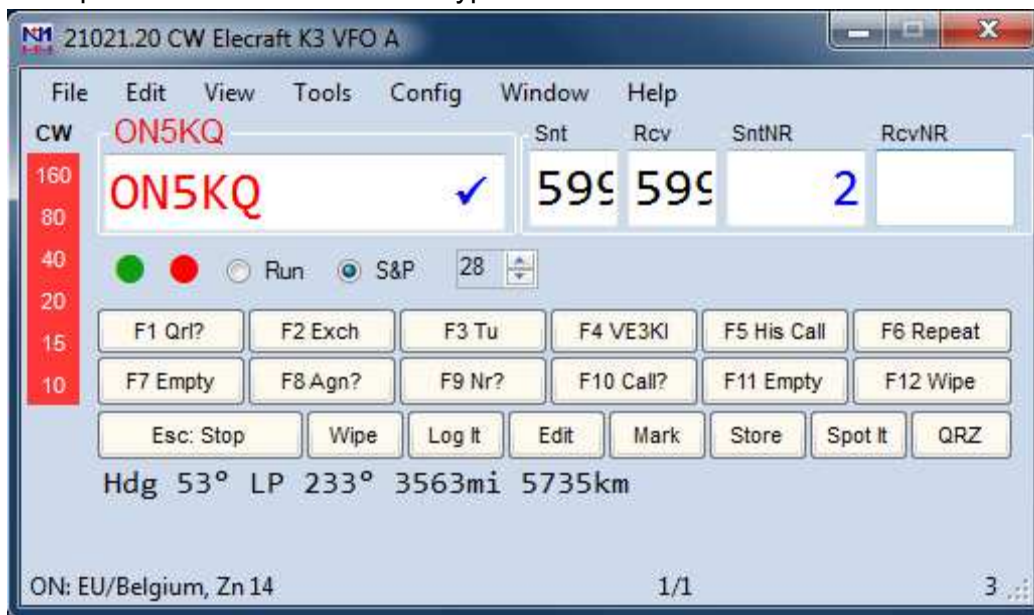 N1MM 21021.20 CW Elecraft K3 VFO A
File Edit View Tools Config Window Help
CW ON5KQ Snt Rcv SntNR RcvNR
160
ON5KQ ✓ 599 599 2
80
40
Run S&P 28
20
F1 Qrl? F2 Exch F3 Tu F4 VE3KI F5 His Call F6 Repeat
15
10 F7 Empty F8 Agn? F9 Nr? F10 Call? F11 Empty F12 Wipe
Esc: Stop Wipe Log It Edit Mark Store Spot It QRZ
Hdg 53° LP 233° 3563mi 5735km
ON: EU/Belgium, Zn 14 1/1 3